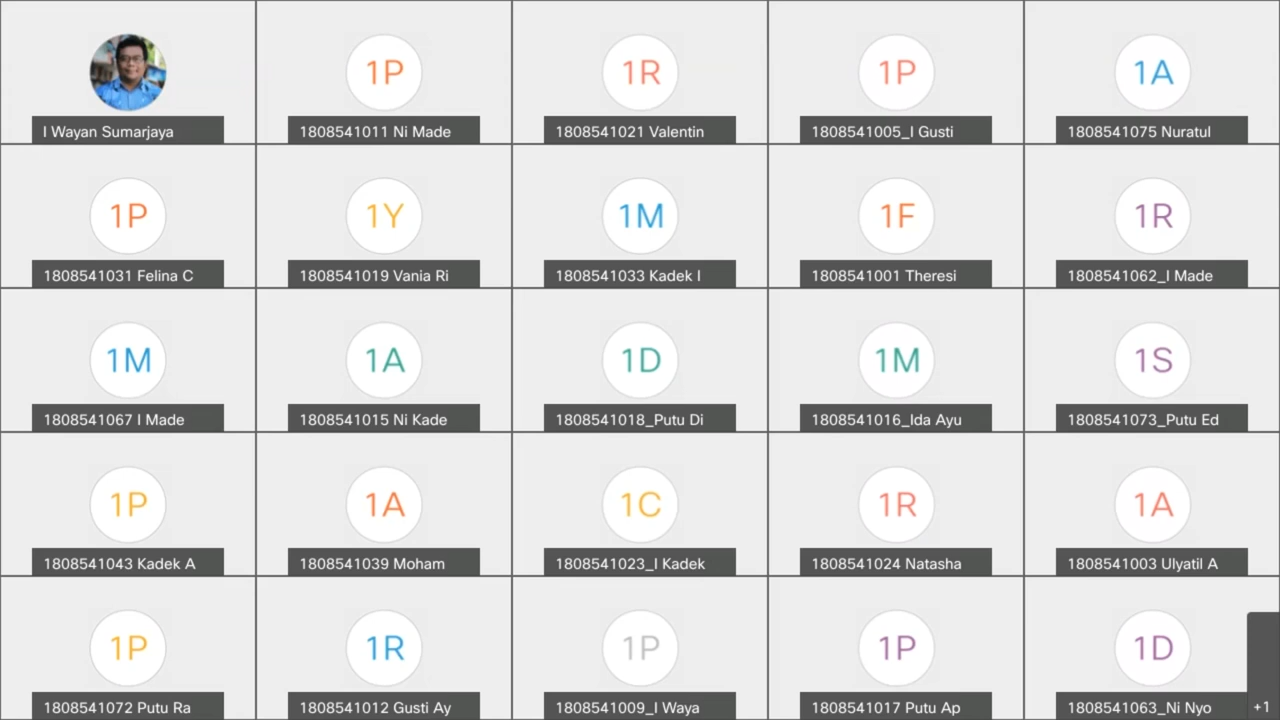 I Wayan Sumarjaya
1P
1808541011 Ni Made
1R
1808541021 Valentin
1P
1808541005_I Gusti
1A
1808541075 Nuratul
1P
1808541031 Felina C
1Y
1808541019 Vania Ri
1M
1808541033 Kadek I
1F
1808541001 Theresi
1R
1808541062_I Made
1M
1808541067 I Made
1A
1808541015 Ni Kade
1D
1808541018_Putu Di
1M
1808541016_Ida Ayu
1S
1808541073_Putu Ed
1P
1808541043 Kadek A
1A
1808541039 Moham
1C
1808541023_I Kadek
1R
1808541024 Natasha
1A
1808541003 Ulyatil A
1P
1808541072 Putu Ra
1R
1808541012 Gusti Ay
1P
1808541009_I Waya
1P
1808541017 Putu Ap
1D
1808541063_Ni Nyo
+1